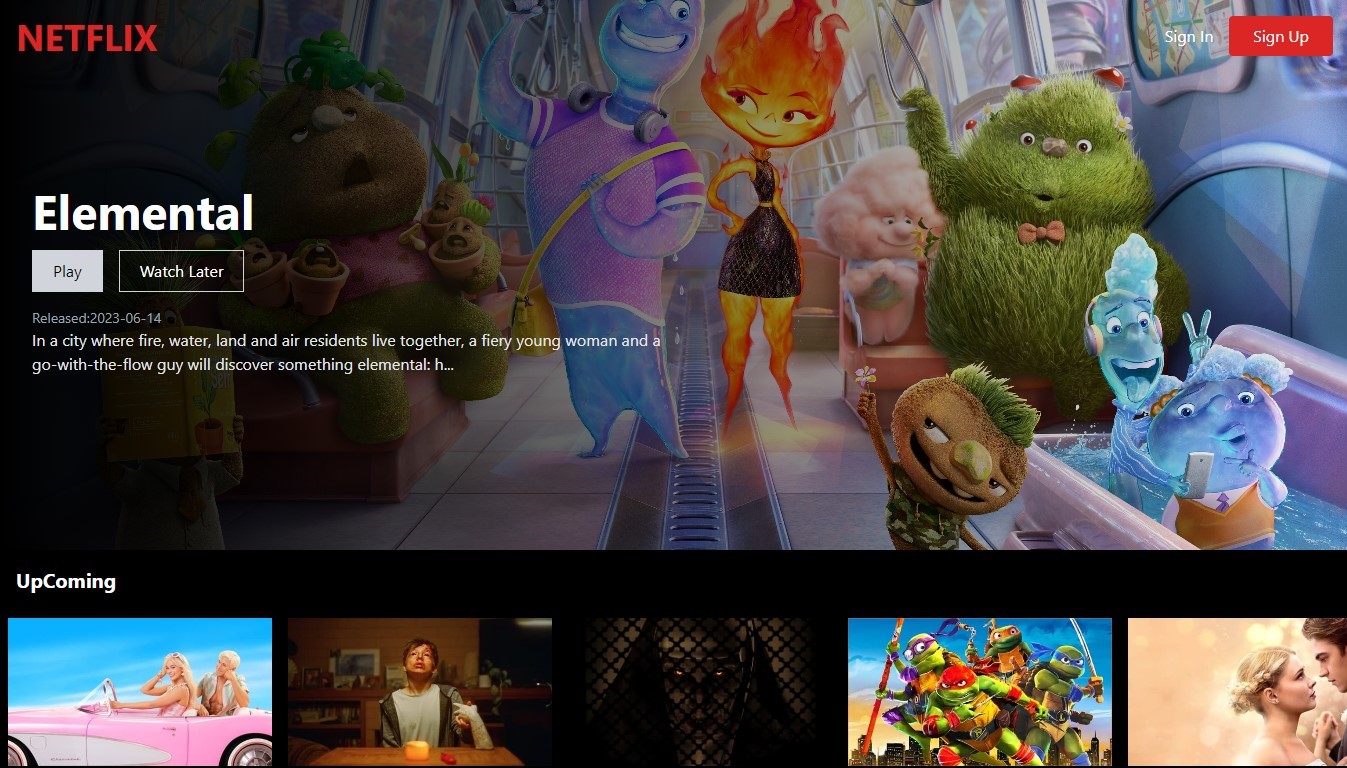 NETFLIX
Sign In
Sign Up
Elemental
Play
Watch Later
Released:2023-06-14
In a city where fire, water, land and air residents live together, a fiery young woman and a
go-with-the-flow guy will discover something elemental: h...
UpComing